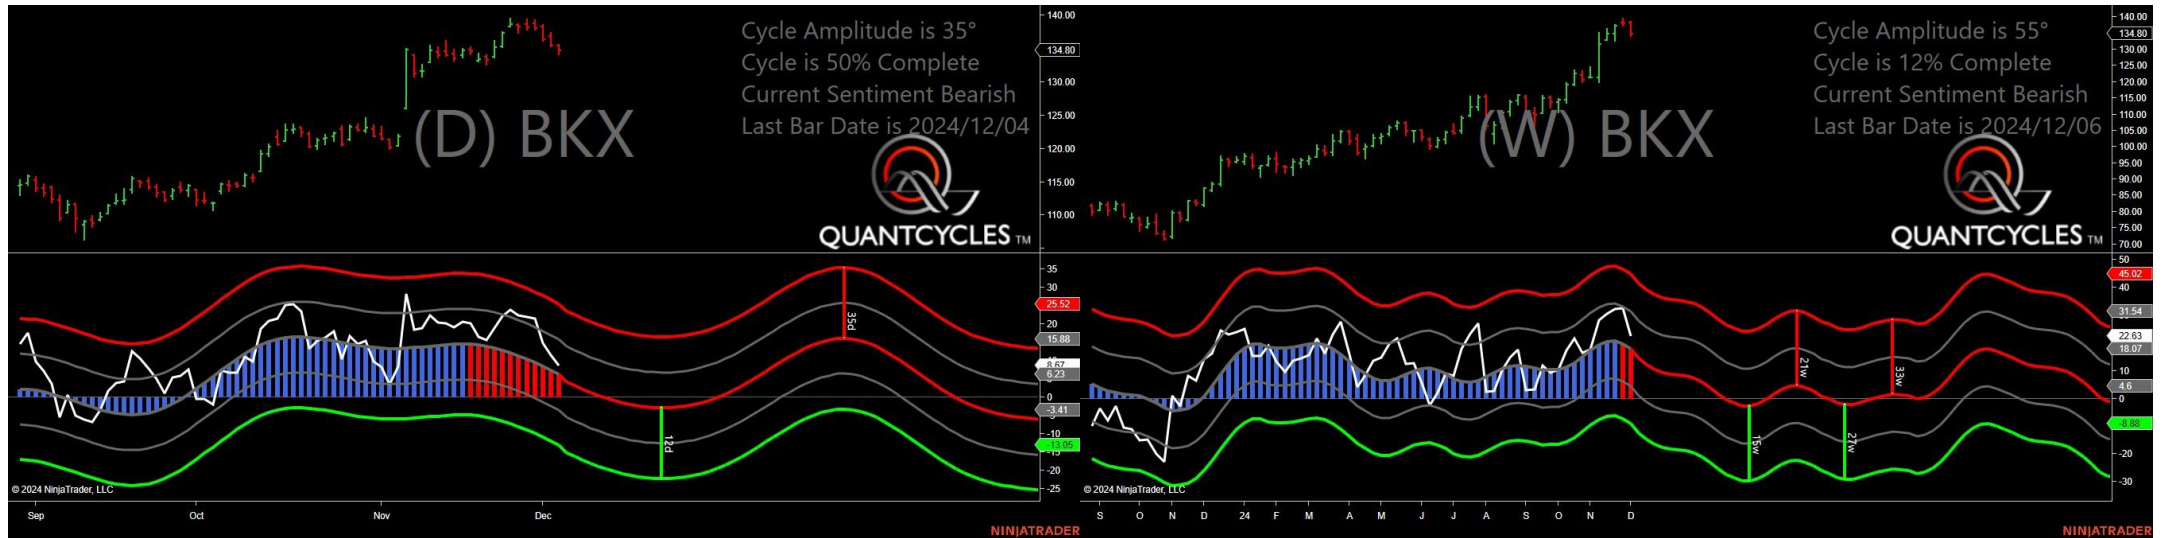 Cycle Amplitude is 35°
Cycle is 50% Complete
Current Sentiment Bearish
Last Bar Date is 2024/12/04
(D) BKX
QUANTCYCLES TM
140.00
134.80
130.00
125.00
120.00
115.00
110.00
35
30
25.52
20
15.88
8.67
6.23
0
-3.41
-10
-13.05
-15
-20
-25
35d
12d
© 2024 NinjaTrader, LLC
Sep Oct Nov Dec
NINJATRADER
Cycle Amplitude is 55°
Cycle is 12% Complete
Current Sentiment Bearish
Last Bar Date is 2024/12/06
(W) BKX
QUANTCYCLES TM
140.00
134.80
130.00
125.00
120.00
115.00
110.00
105.00
100.00
95.00
90.00
85.00
80.00
75.00
70.00
50
45.02
40
31.54
22.63
18.07
10
4.6
0
-8.88
-20
-30
21w
33w
15w
27w
© 2024 NinjaTrader, LLC
S O N D 24 F M A M J J A S O N D
NINJATRADER